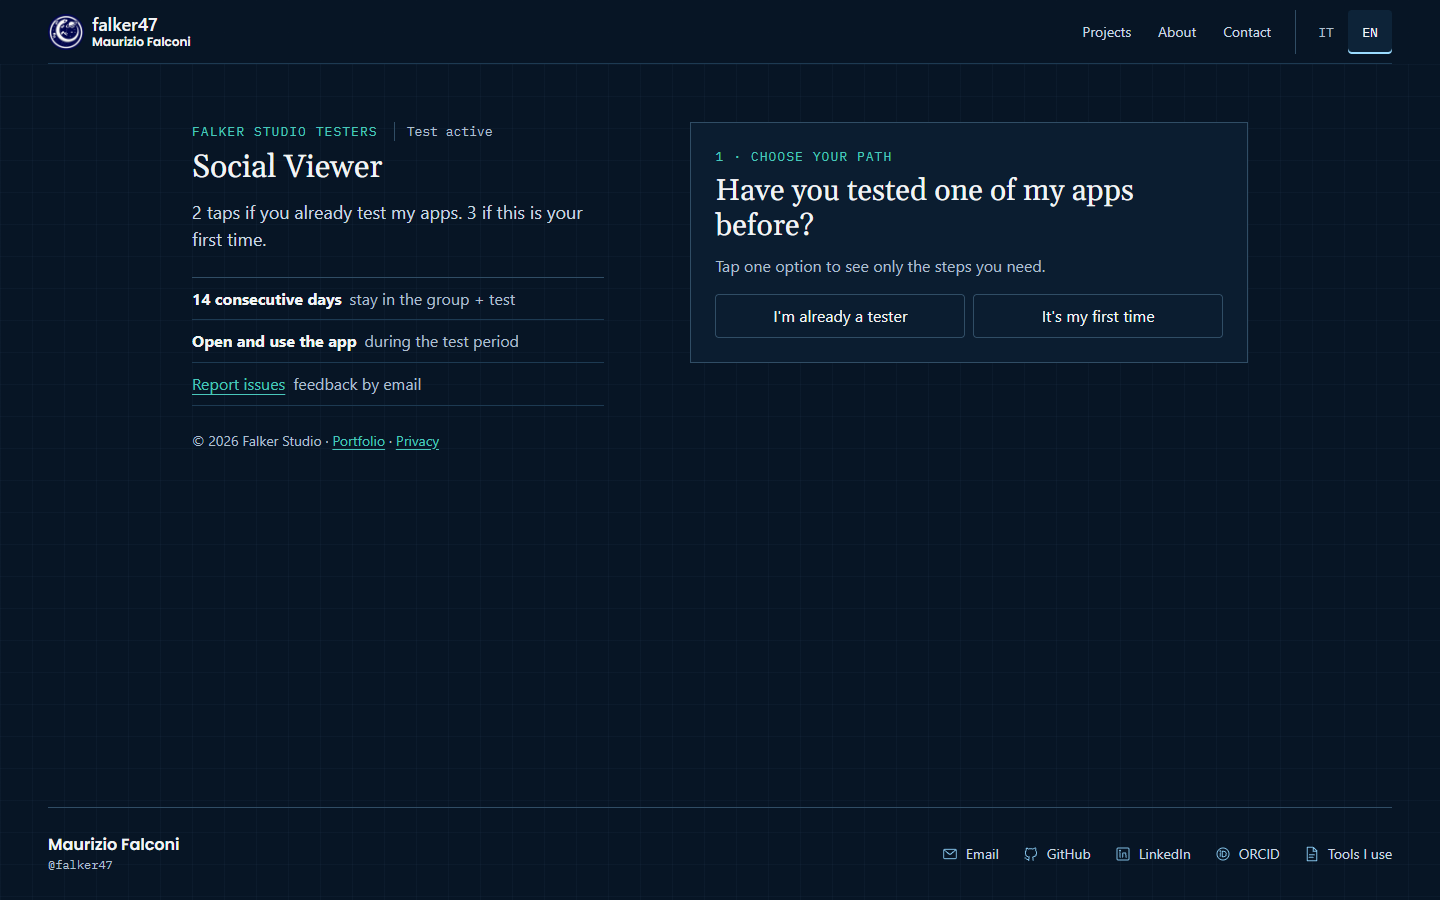 falker47
Maurizio Falconi
Projects
About
Contact
IT
EN
FALKER STUDIO TESTERS
Test active
Social Viewer
2 taps if you already test my apps. 3 if this is your
first time.
14 consecutive days stay in the group + test
Open and use the app during the test period
Report issues feedback by email
© 2026 Falker Studio · Portfolio · Privacy
1 · CHOOSE YOUR PATH
Have you tested one of my apps
before?
Tap one option to see only the steps you need.
I'm already a tester
It's my first time
Maurizio Falconi
@falker47
Email
GitHub
LinkedIn
ORCID
Tools I use